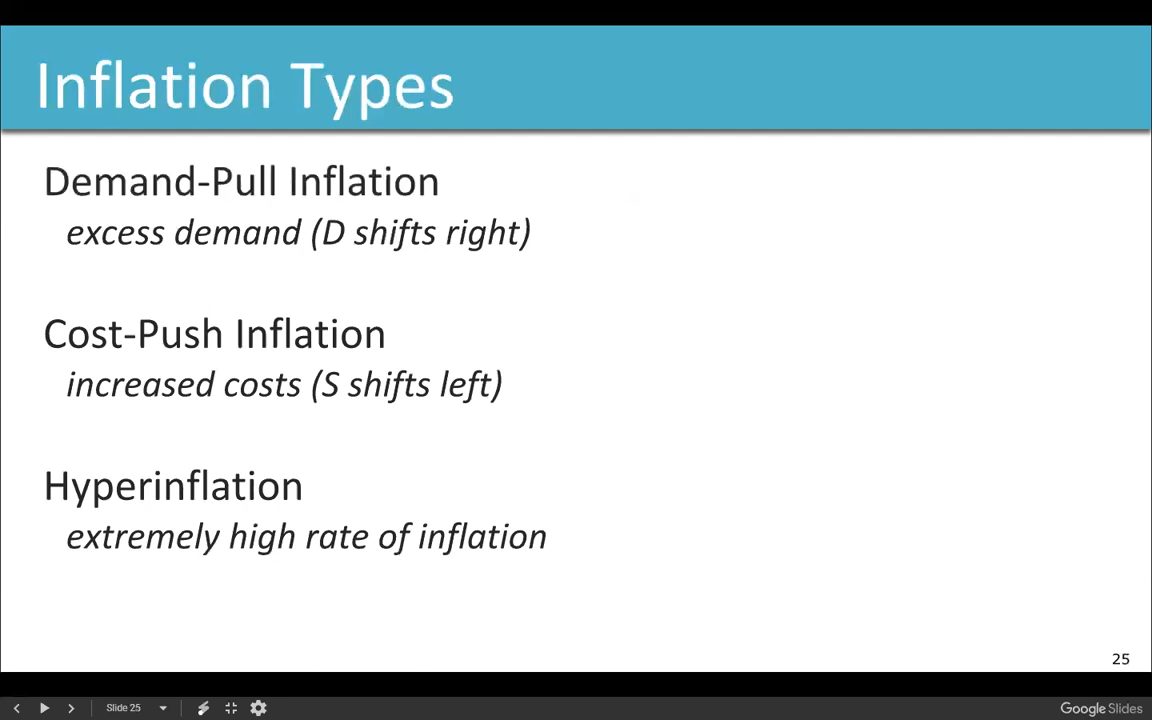 Inflation Types
Demand-Pull Inflation
excess demand (D shifts right)
Cost-Push Inflation
increased costs (S shifts left)
Hyperinflation
extremely high rate of inflation
25
Slide 25
Google Slides